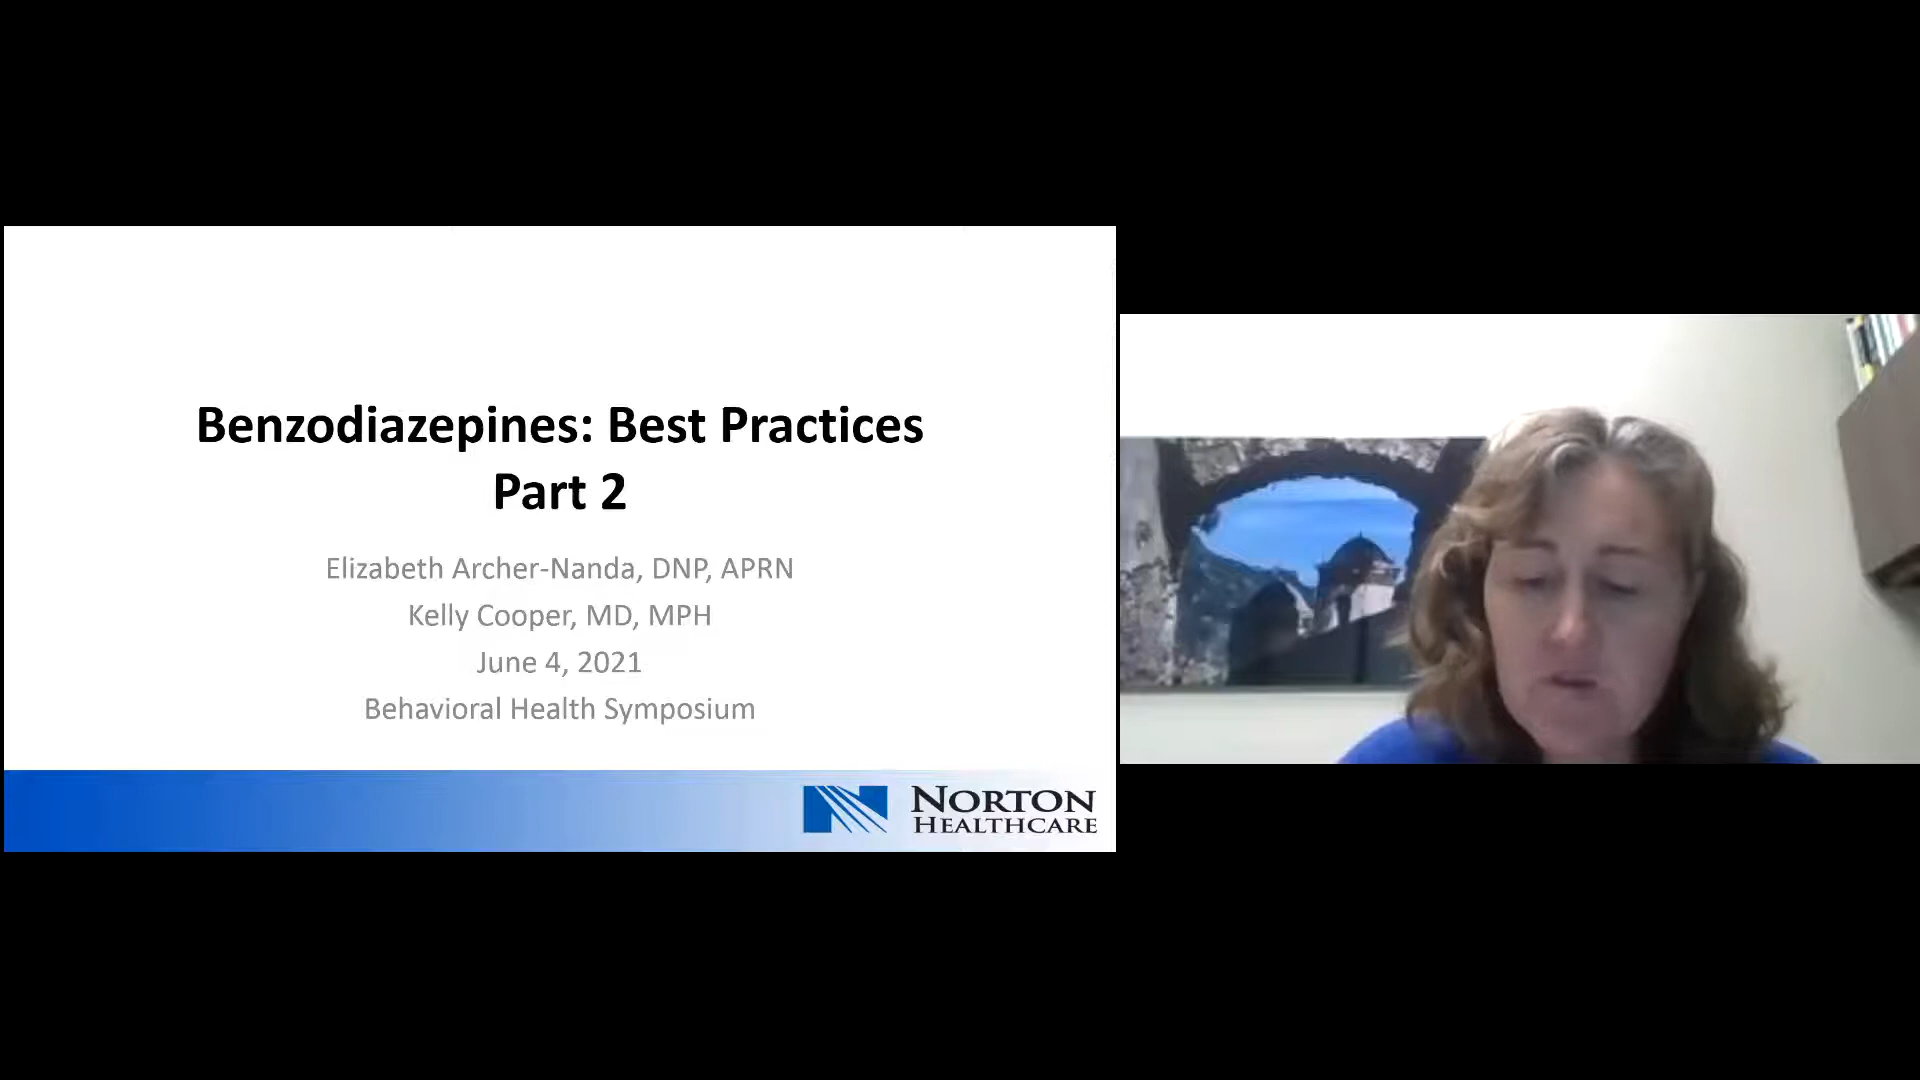 Benzodiazepines: Best Practices
Part 2
Elizabeth Archer-Nanda, DNP, APRN
Kelly Cooper, MD, MPH
June 4, 2021
Behavioral Health Symposium
NORTON
HEALTHCARE